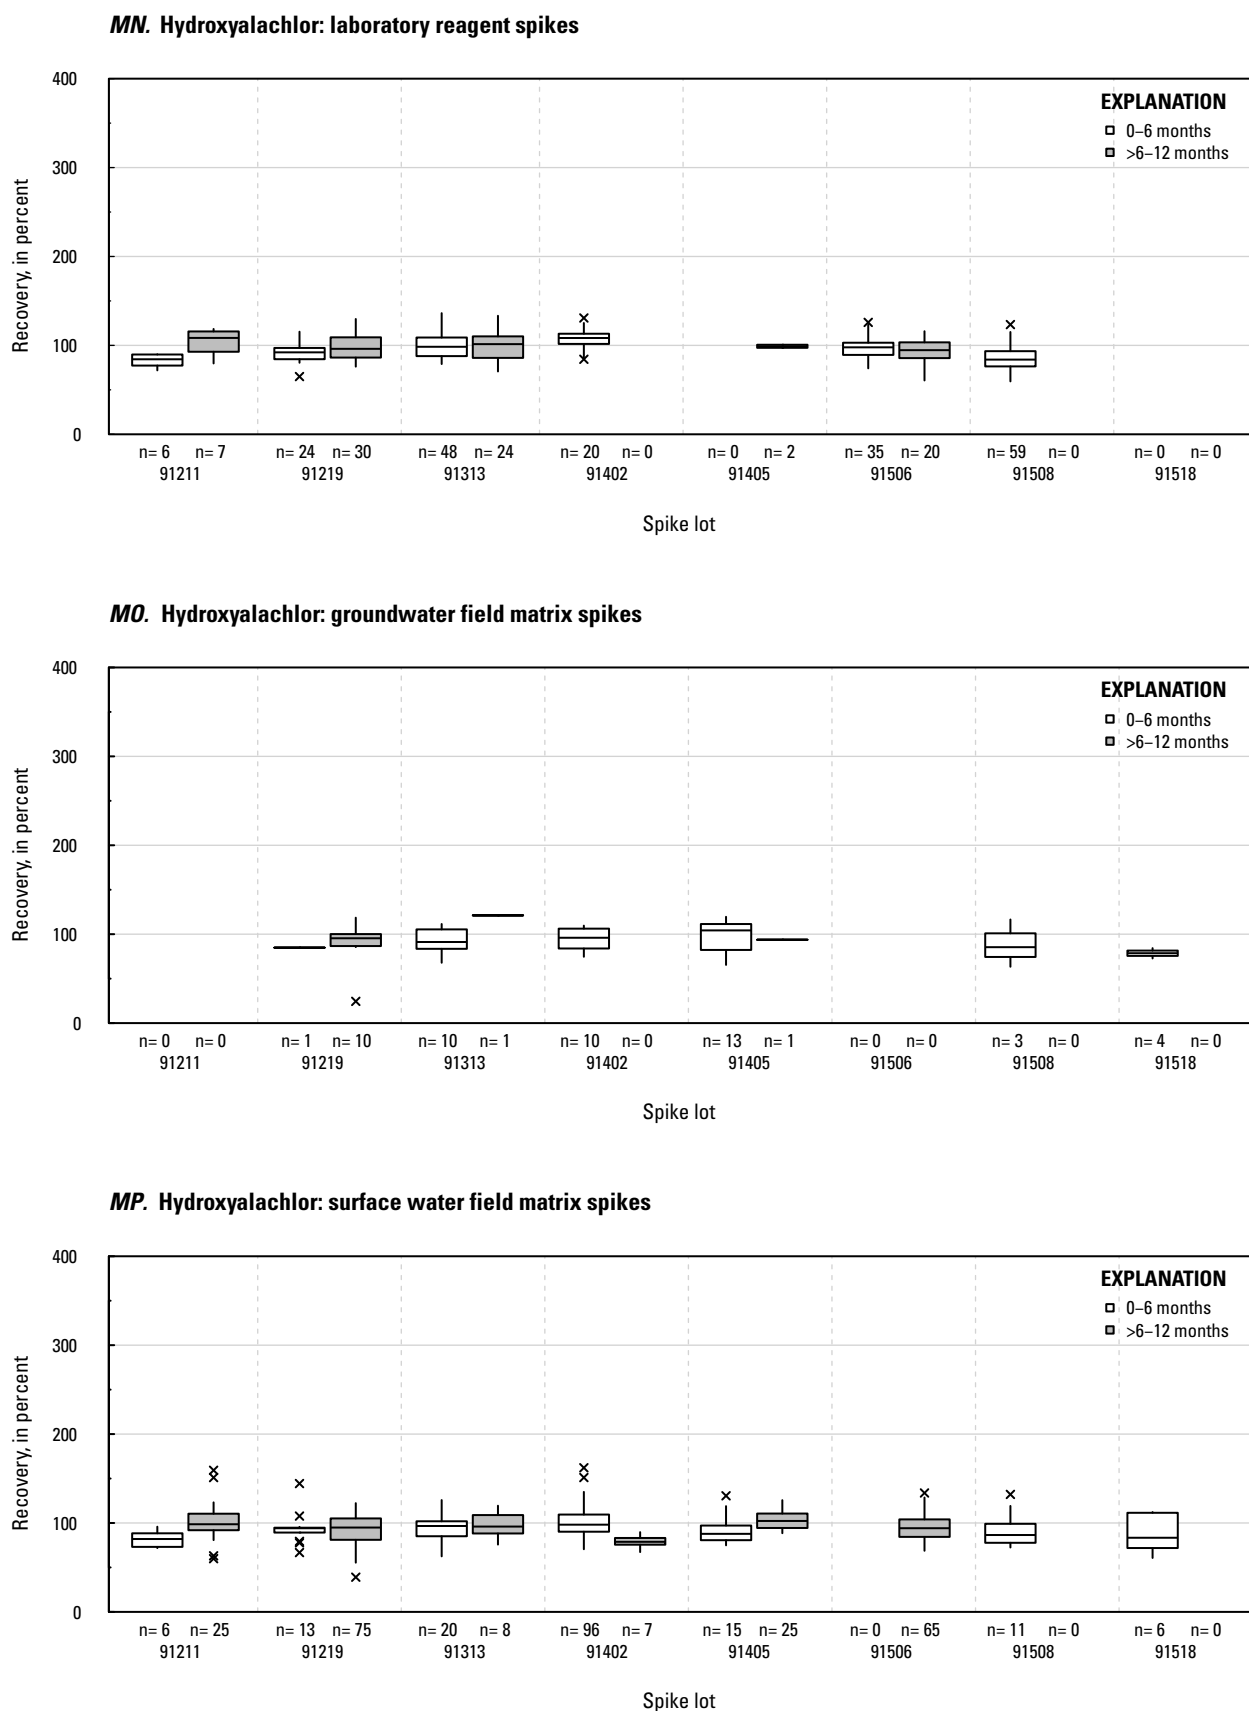 MN. Hydroxyalachlor: laboratory reagent spikes
400
300
200
100
0
Recovery, in percent
EXPLANATION
0–6 months
>6–12 months
n= 6 n= 7 n= 24 n= 30 n= 48 n= 24 n= 20 n= 0 n= 0 n= 2 n= 35 n= 20 n= 59 n= 0 n= 0 n= 0
91211 91219 91313 91402 91405 91506 91508 91518
Spike lot
MO. Hydroxyalachlor: groundwater field matrix spikes
400
300
200
100
0
Recovery, in percent
EXPLANATION
0–6 months
>6–12 months
n= 0 n= 0 n= 1 n= 10 n= 10 n= 1 n= 10 n= 0 n= 13 n= 1 n= 0 n= 0 n= 3 n= 0 n= 4 n= 0
91211 91219 91313 91402 91405 91506 91508 91518
Spike lot
MP. Hydroxyalachlor: surface water field matrix spikes
400
300
200
100
0
Recovery, in percent
EXPLANATION
0–6 months
>6–12 months
n= 6 n= 25 n= 13 n= 75 n= 20 n= 8 n= 96 n= 7 n= 15 n= 25 n= 0 n= 65 n= 11 n= 0 n= 6 n= 0
91211 91219 91313 91402 91405 91506 91508 91518
Spike lot